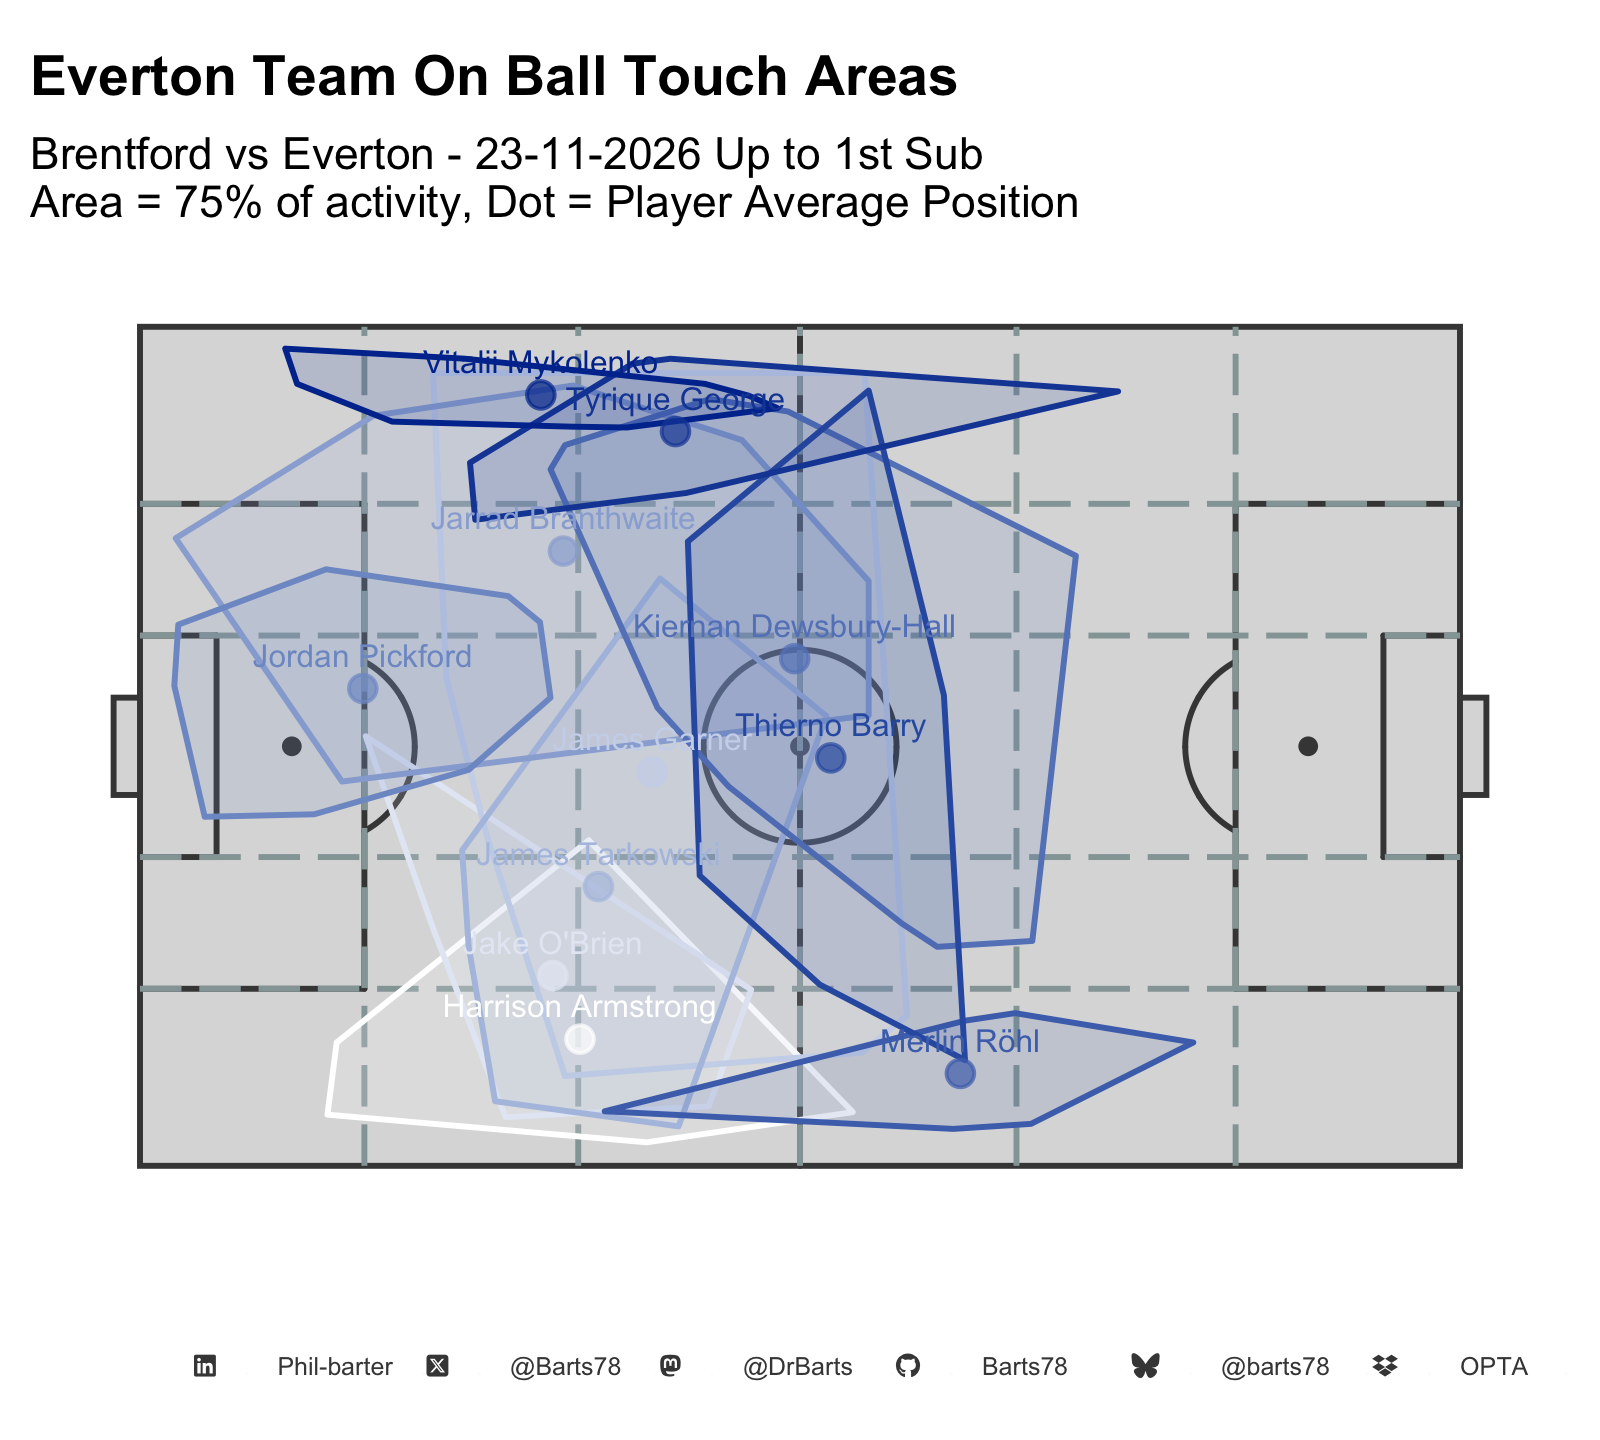 Everton Team On Ball Touch Areas
Brentford vs Everton - 23-11-2026 Up to 1st Sub
Area = 75% of activity, Dot = Player Average Position
Vitalii Mykolenko
Tyrique George
Jarrad Branthwaite
Kiernan Dewsbury-Hall
Jordan Pickford
Thierno Barry
James Garner
James Tarkowski
Jake O'Brien
Harrison Armstrong
Merlin Röhl
Phil-barter @Barts78 @DrBarts Barts78 @barts78 OPTA